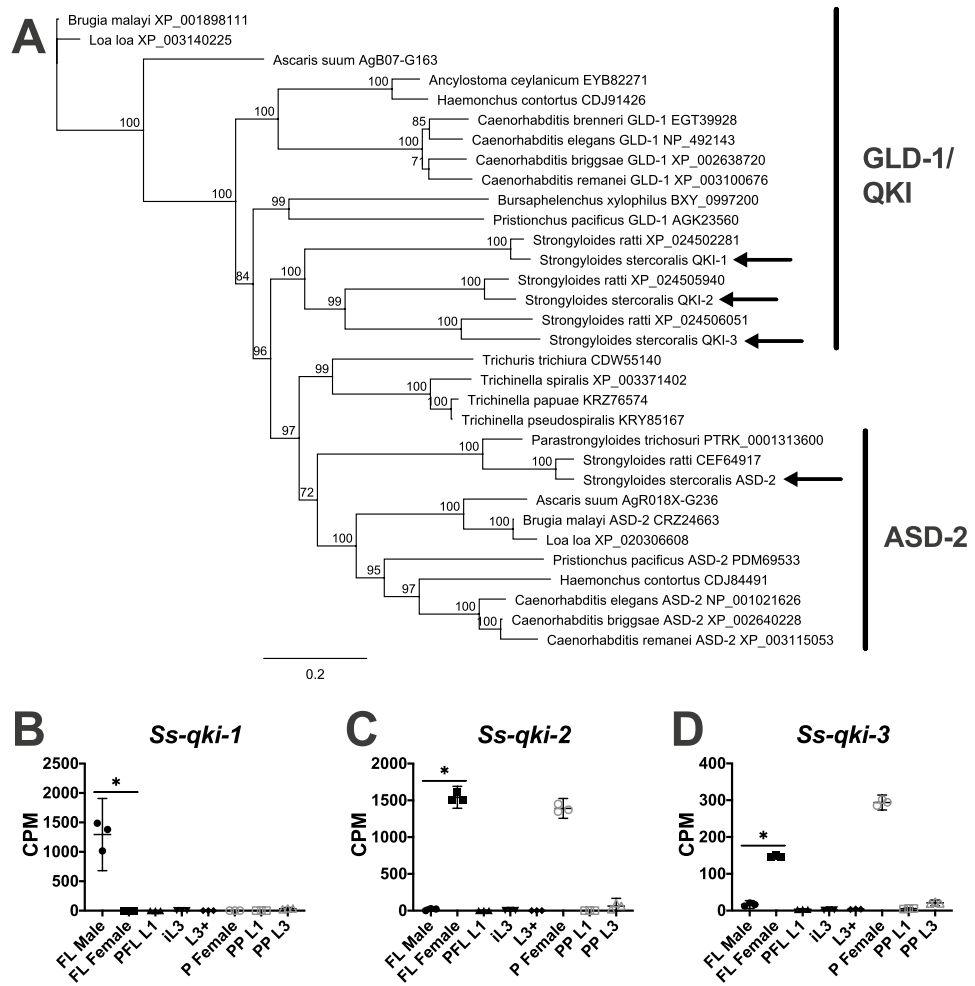 A
Brugia malayi XP_001898111
Loa loa XP_003140225
Ascaris suum AgB07-G163
100
Ancylostoma ceylanicum EYB82271
100
Haemonchus contortus CDJ91426
100
85
Caenorhabditis brenneri GLD-1 EGT39928
100
Caenorhabditis elegans GLD-1 NP_492143
71
Caenorhabditis briggsae GLD-1 XP_002638720
Caenorhabditis remanei GLD-1 XP_003100676
GLD-1/
QKI
100
99
Bursaphelenchus xylophilus BXY_0997200
Pristionchus pacificus GLD-1 AGK23560
100
Strongyloides ratti XP_024502281
Strongyloides stercoralis QKI-1
84
100
100
Strongyloides ratti XP_024505940
99
Strongyloides stercoralis QKI-2
100
Strongyloides ratti XP_024506051
Strongyloides stercoralis QKI-3
96
99
Trichuris trichiura CDW55140
100
Trichinella spiralis XP_003371402
100
Trichinella papuae KRZ76574
Trichinella pseudospiralis KRY85167
97
100
Parastrongyloides trichosuri PTRK_0001313600
100
Strongyloides ratti CEF64917
Strongyloides stercoralis ASD-2
72
100
Ascaris suum AgR018X-G236
100
Brugia malayi ASD-2 CRZ24663
Loa loa XP_020306608
ASD-2
100
95
Pristionchus pacificus ASD-2 PDM69533
97
Haemonchus contortus CDJ84491
100
Caenorhabditis elegans ASD-2 NP_001021626
100
Caenorhabditis briggsae ASD-2 XP_002640228
Caenorhabditis remanei ASD-2 XP_003115053
0.2
B
Ss-qki-1
CPM
2500
2000
1500
1000
500
0
*
FL Male
FL Female
PFL L1
iL3
L3+
P Female
PP L1
PP L3
C
Ss-qki-2
CPM
2000
1500
1000
500
0
*
FL Male
FL Female
PFL L1
iL3
L3+
P Female
PP L1
PP L3
D
Ss-qki-3
CPM
400
300
200
100
0
*
FL Male
FL Female
PFL L1
iL3
L3+
P Female
PP L1
PP L3